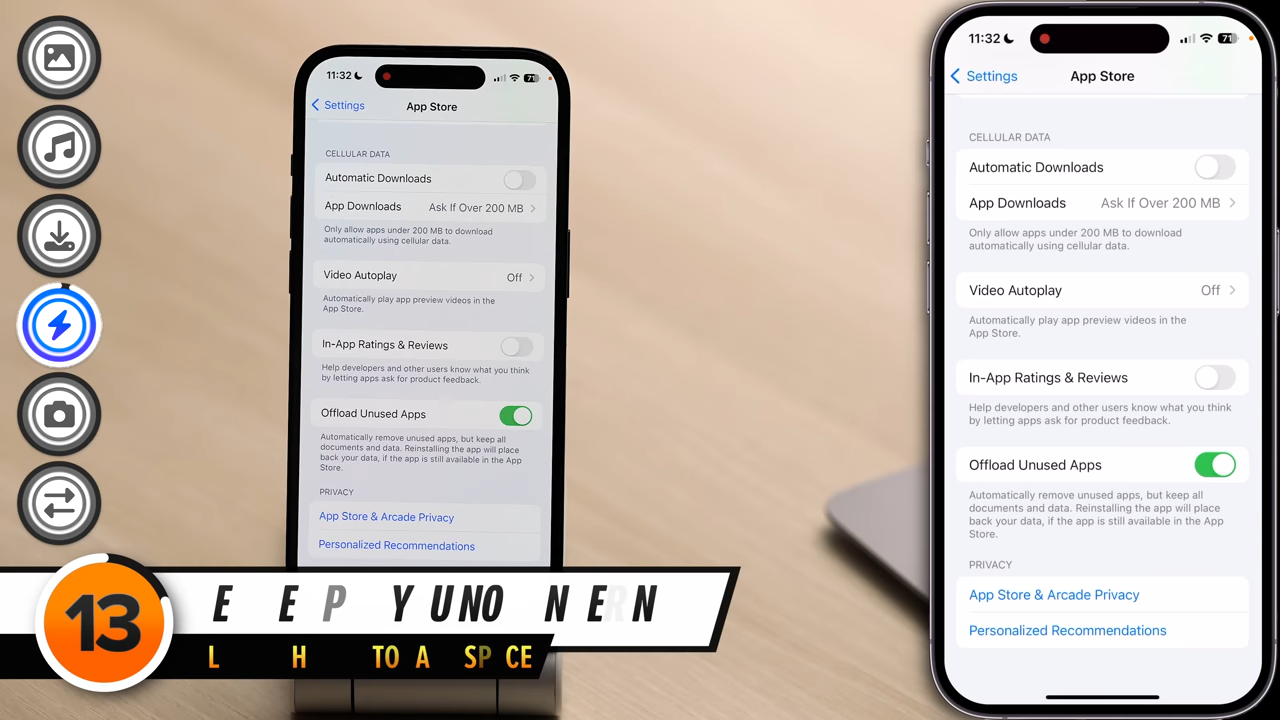 11:32
71
Settings
App Store
CELLULAR DATA
Automatic Downloads
App Downloads Ask If Over 200 MB
Only allow apps under 200 MB to download
automatically using cellular data.
Video Autoplay Off
Automatically play app preview videos in the
App Store.
In-App Ratings & Reviews
Help developers and other users know what you think
by letting apps ask for product feedback.
Offload Unused Apps
Automatically remove unused apps, but keep all
documents and data. Reinstalling the app will place
back your data, if the app is still available in the App
Store.
PRIVACY
App Store & Arcade Privacy
Personalized Recommendations
13
E E P Y UNO N E R N
L H TO A SP CE
11:32
71
Settings
App Store
CELLULAR DATA
Automatic Downloads
App Downloads Ask If Over 200 MB
Only allow apps under 200 MB to download
automatically using cellular data.
Video Autoplay Off
Automatically play app preview videos in the
App Store.
In-App Ratings & Reviews
Help developers and other users know what you think
by letting apps ask for product feedback.
Offload Unused Apps
Automatically remove unused apps, but keep all
documents and data. Reinstalling the app will place
back your data, if the app is still available in the App
Store.
PRIVACY
App Store & Arcade Privacy
Personalized Recommendations